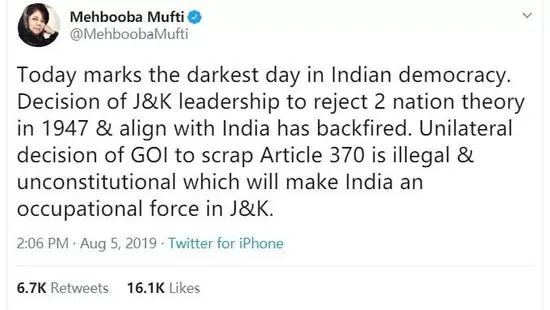 Mehbooba Mufti
@MehboobaMufti
Today marks the darkest day in Indian democracy.
Decision of J&K leadership to reject 2 nation theory
in 1947 & align with India has backfired. Unilateral
decision of GOI to scrap Article 370 is illegal &
unconstitutional which will make India an
occupational force in J&K.
2:06 PM · Aug 5, 2019 · Twitter for iPhone
6.7K Retweets 16.1K Likes